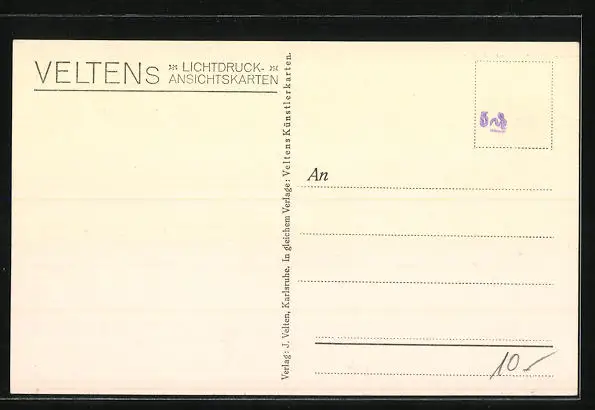 VELTENs LICHTDRUCK-
ANSICHTSKARTEN
Verlag: J. Velten, Karlsruhe. In gleichem Verlage: Veltens Künstlerkarten.
An
10.-